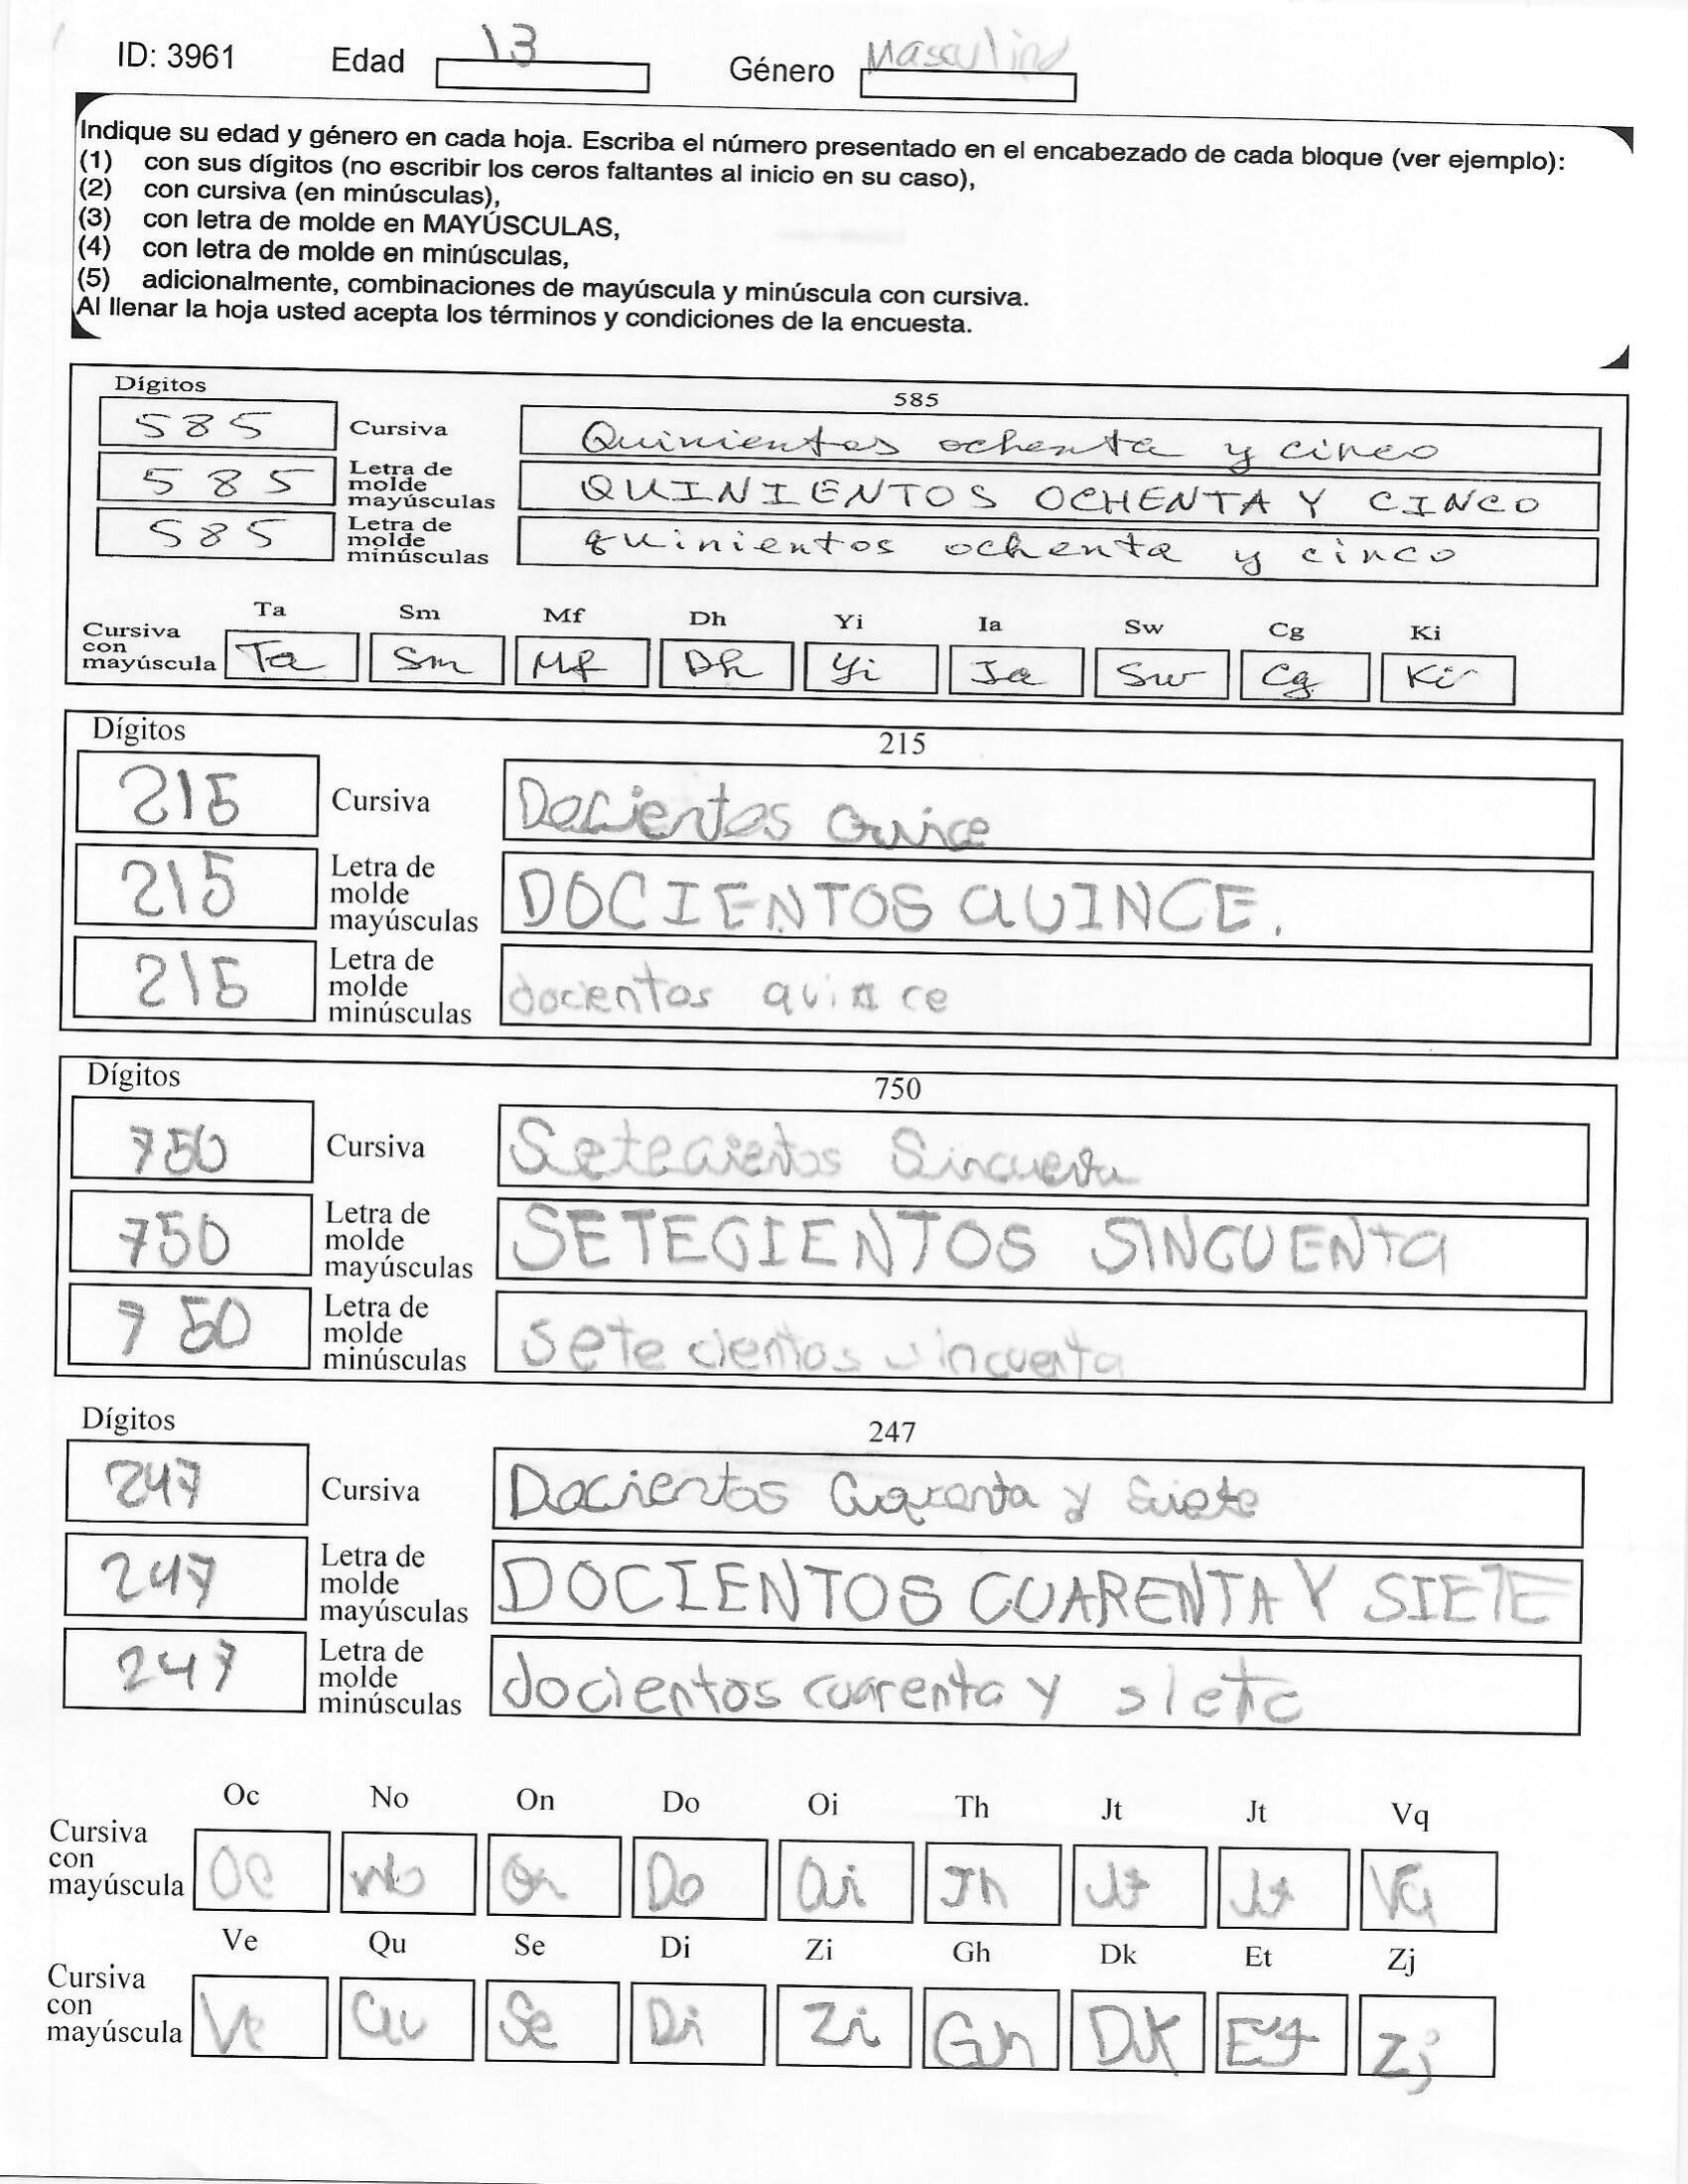 ID: 3961 Edad 13 Género Masculino
Indique su edad y género en cada hoja. Escriba el número presentado en el encabezado de cada bloque (ver ejemplo):
(1) con sus dígitos (no escribir los ceros faltantes al inicio en su caso),
(2) con cursiva (en minúsculas),
(3) con letra de molde en MAYÚSCULAS,
(4) con letra de molde en minúsculas,
(5) adicionalmente, combinaciones de mayúscula y minúscula con cursiva.
Al llenar la hoja usted acepta los términos y condiciones de la encuesta.
Dígitos 585
585 Cursiva Quinientos ochenta y cinco
585 Letra de molde mayúsculas QUINIENTOS OCHENTA Y CINCO
585 Letra de molde minúsculas quinientos ochenta y cinco
Ta Sm Mf Dh Yi Ia Sw Cg Ki
Cursiva con mayúscula Ta Sm Mf Dh Yi Ia Sw Cg Ki
Dígitos 215
215 Cursiva Docientos Quince
215 Letra de molde mayúsculas DOCIENTOS QUINCE.
215 Letra de molde minúsculas docientos quince
Dígitos 750
750 Cursiva Setecientos Sincuenta
750 Letra de molde mayúsculas SETECIENTOS SINCUENTA
750 Letra de molde minúsculas setecientos sincuenta
Dígitos 247
247 Cursiva Docientos Cuarenta y Siete
247 Letra de molde mayúsculas DOCIENTOS CUARENTA Y SIETE
247 Letra de molde minúsculas docientos cuarenta y siete
Oc No On Do Oi Th Jt Jt Vq
Cursiva con mayúscula Oc No On Do Oi Th Jt Jt Vq
Ve Qu Se Di Zi Gh Dk Et Zj
Cursiva con mayúscula Ve Qu Se Di Zi Gh Dk Et Zj